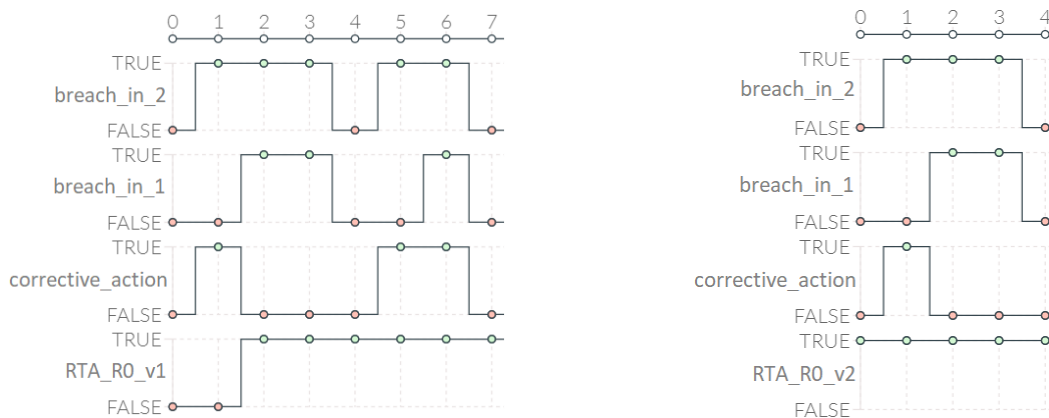 0 1 2 3 4 5 6 7
TRUE
breach_in_2
FALSE
TRUE
breach_in_1
FALSE
TRUE
corrective_action
FALSE
TRUE
RTA_R0_v1
FALSE
0 1 2 3 4
TRUE
breach_in_2
FALSE
TRUE
breach_in_1
FALSE
TRUE
corrective_action
FALSE
TRUE
RTA_R0_v2
FALSE